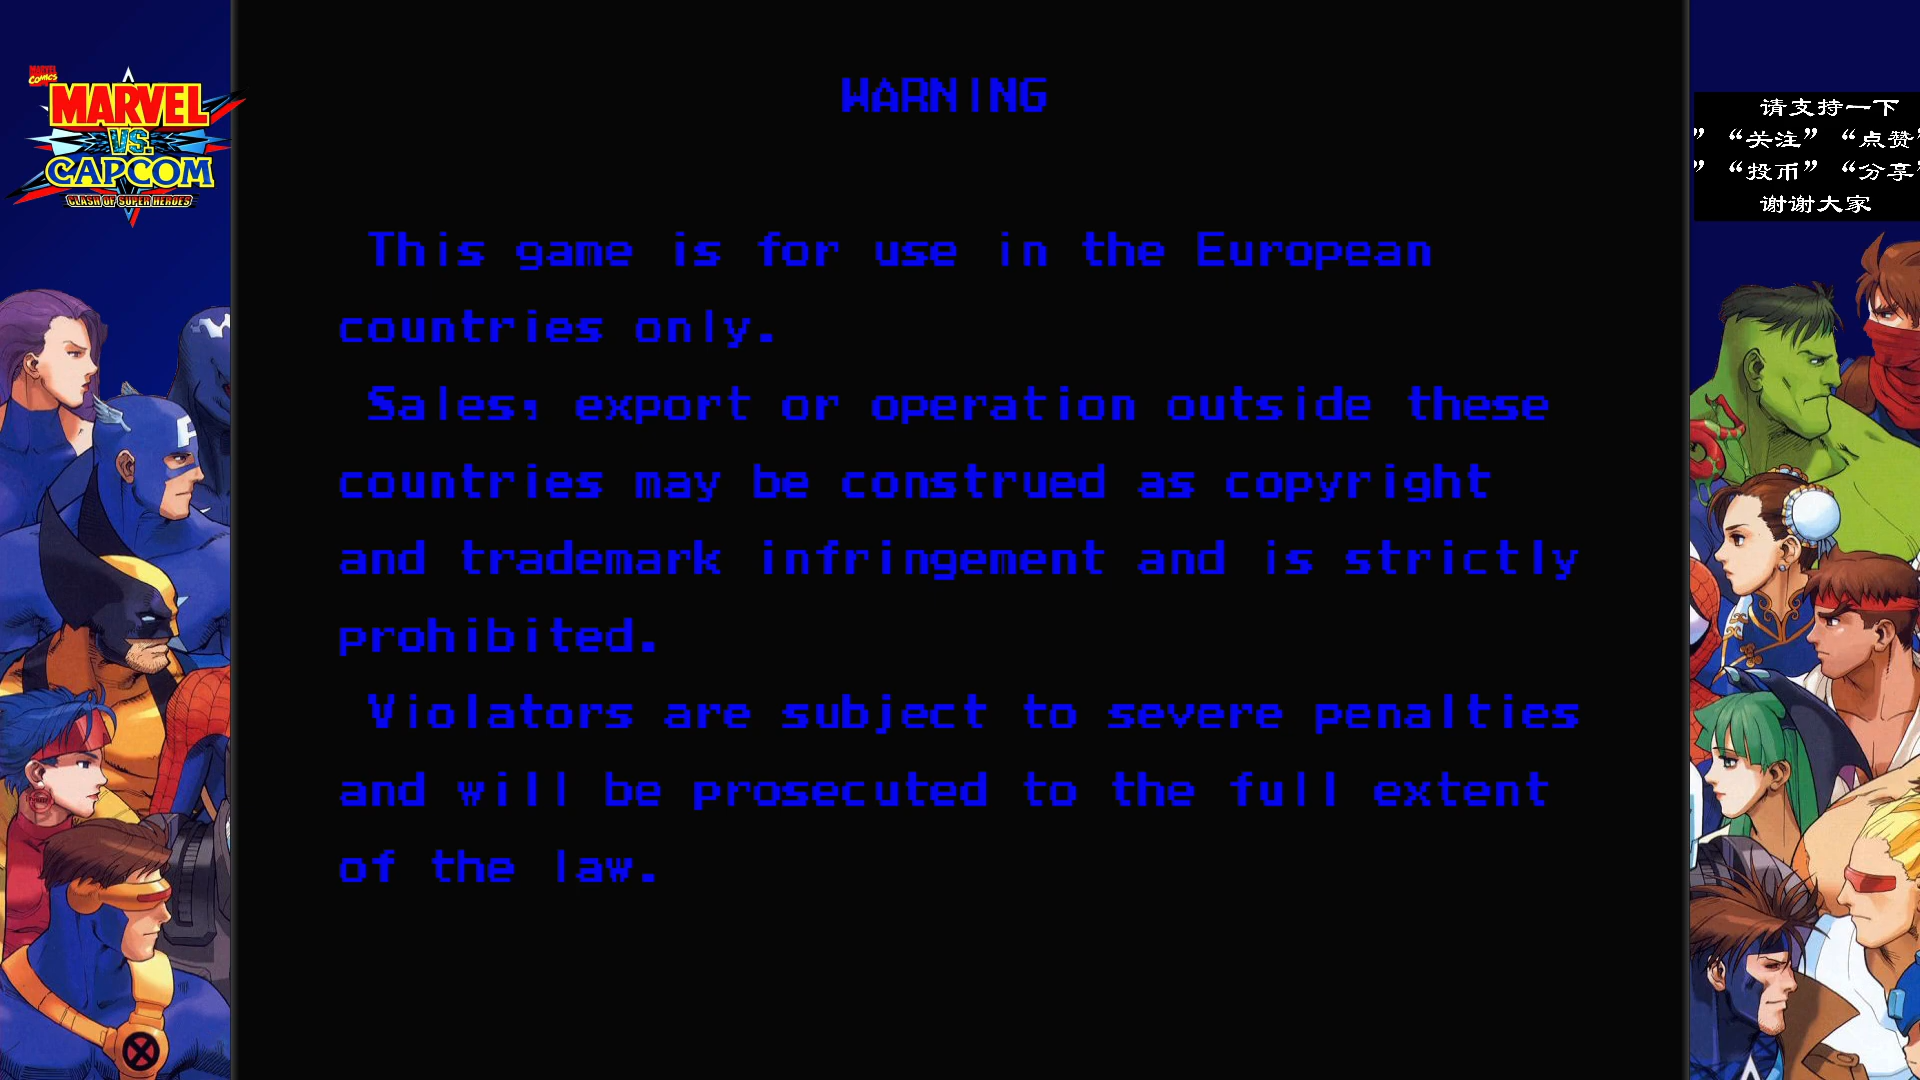 MARVEL
COMICS
MARVEL
VS.
CAPCOM
CLASH OF SUPER HEROES
WARNING
This game is for use in the European
countries only.
Sales, export or operation outside these
countries may be construed as copyright
and trademark infringement and is strictly
prohibited.
Violators are subject to severe penalties
and will be prosecuted to the full extent
of the law.
请支持一下
” “关注” “点赞”
” “投币” “分享”
谢谢大家